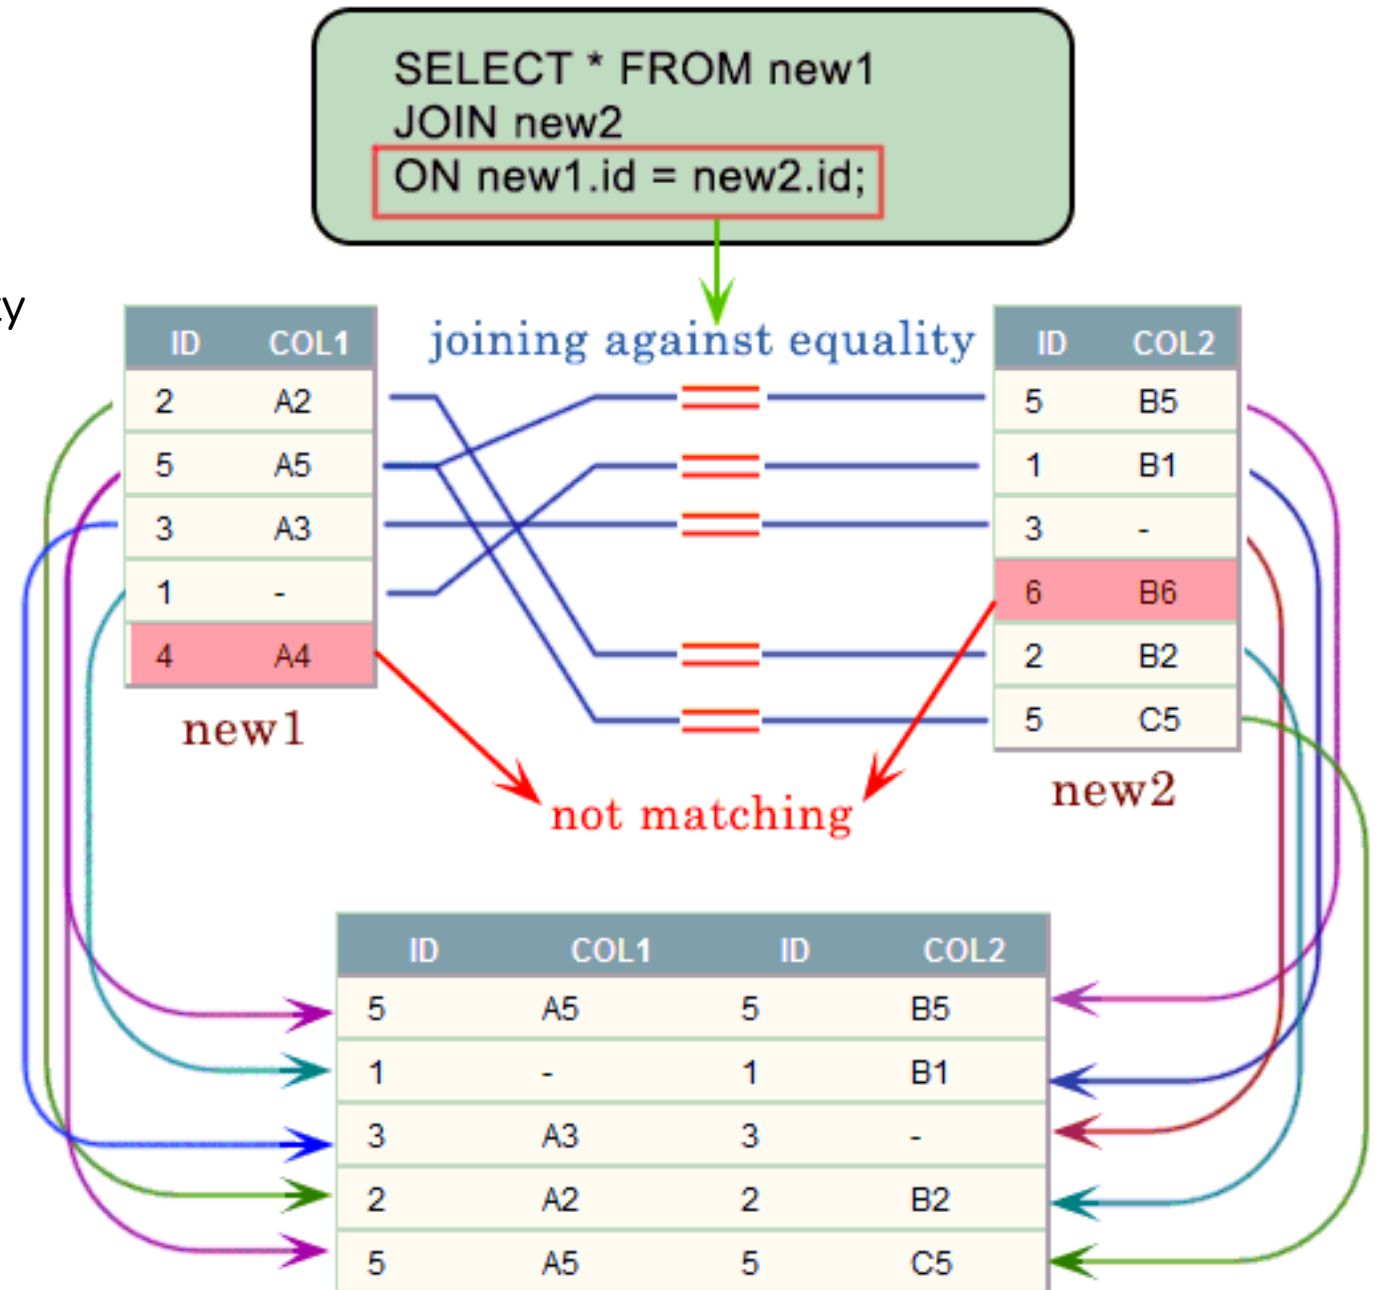 SELECT * FROM new1
JOIN new2
ON new1.id = new2.id;
ty
joining against equality
ID COL1
2 A2
5 A5
3 A3
1 -
4 A4
new1
ID COL2
5 B5
1 B1
3 -
6 B6
2 B2
5 C5
new2
not matching
ID COL1 ID COL2
5 A5 5 B5
1 - 1 B1
3 A3 3 -
2 A2 2 B2
5 A5 5 C5